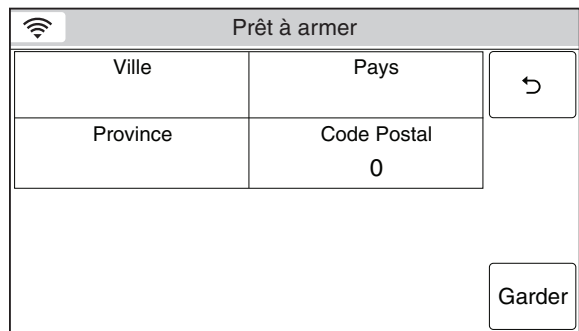 Prêt à armer
Ville
Pays
Province
Code Postal
0
Garder